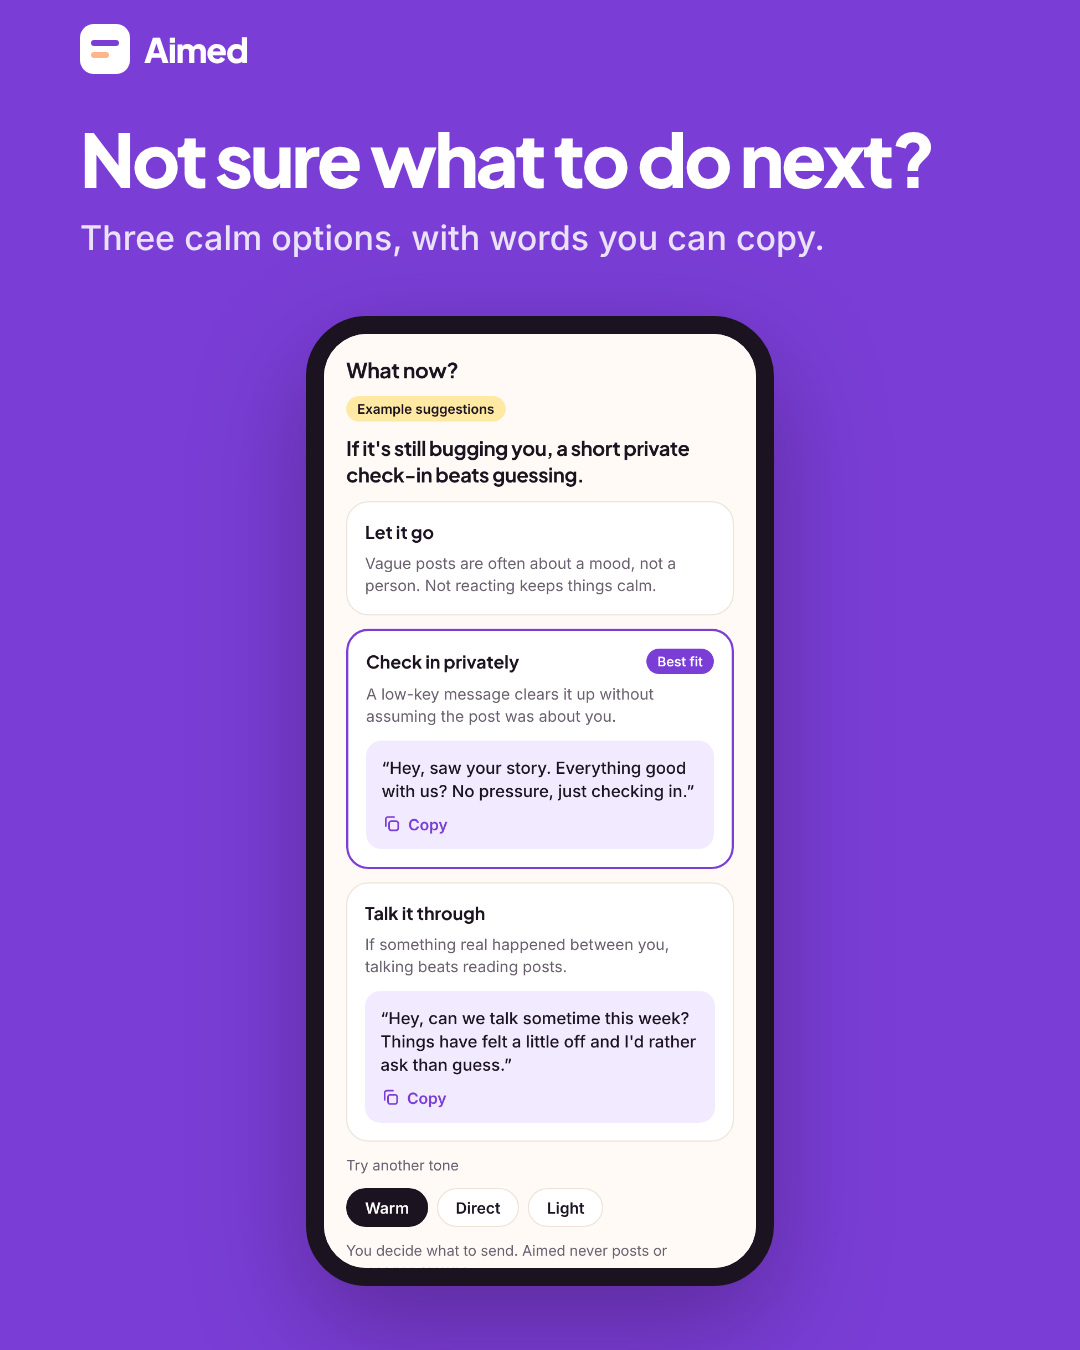 Aimed
Not sure what to do next?
Three calm options, with words you can copy.
What now?
Example suggestions
If it's still bugging you, a short private
check-in beats guessing.
Let it go
Vague posts are often about a mood, not a
person. Not reacting keeps things calm.
Check in privately
Best fit
A low-key message clears it up without
assuming the post was about you.
“Hey, saw your story. Everything good
with us? No pressure, just checking in.”
Copy
Talk it through
If something real happened between you,
talking beats reading posts.
“Hey, can we talk sometime this week?
Things have felt a little off and I'd rather
ask than guess.”
Copy
Try another tone
Warm
Direct
Light
You decide what to send. Aimed never posts or